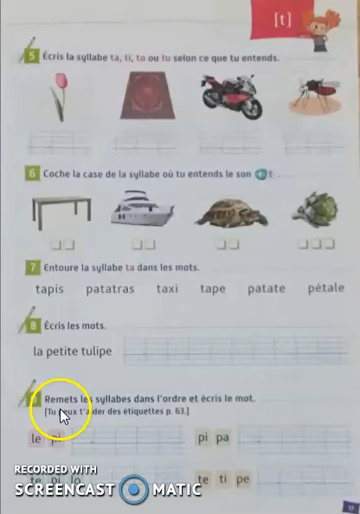 [t]
5 Écris la syllabe ta, ti, to ou tu selon ce que tu entends.
6 Coche la case de la syllabe où tu entends le son t.
7 Entoure la syllabe ta dans les mots.
tapis patatras taxi tape patate pétale
8 Écris les mots.
la petite tulipe
Remets les syllabes dans l'ordre et écris le mot.
(Tu peux t'aider des étiquettes p. 63.)
le pi pi pa
RECORDED WITH
te pi lo te ti pe
SCREENCAST MATIC